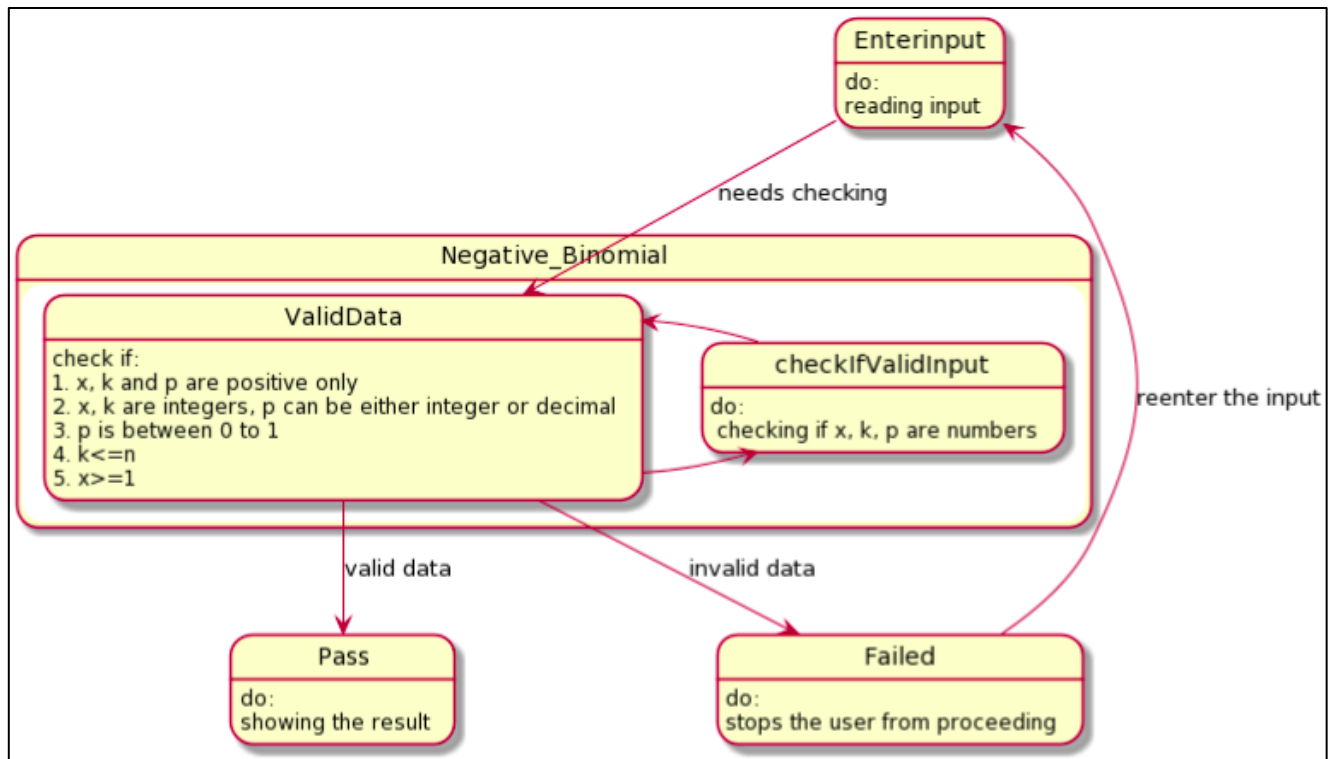 Enterinput
do:
reading input
needs checking
Negative_Binomial
ValidData
check if:
1. x, k and p are positive only
2. x, k are integers, p can be either integer or decimal
3. p is between 0 to 1
4. k<=n
5. x>=1
checkIfValidInput
do:
checking if x, k, p are numbers
reenter the input
valid data
invalid data
Pass
do:
showing the result
Failed
do:
stops the user from proceeding